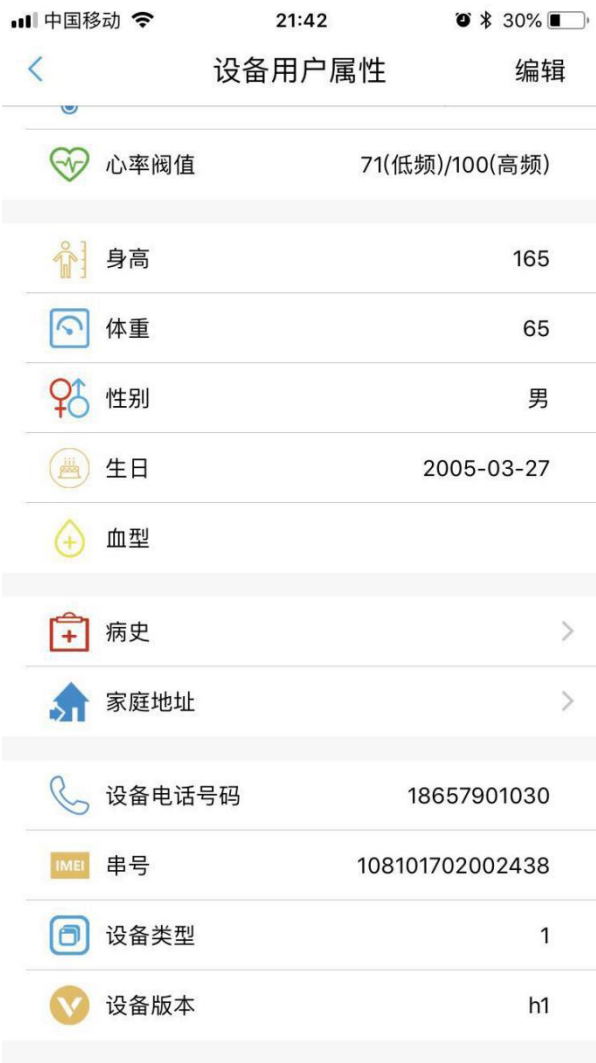 中国移动 21:42 30%
设备用户属性 编辑
心率阀值 71(低频)/100(高频)
身高 165
体重 65
性别 男
生日 2005-03-27
血型
病史
家庭地址
设备电话号码 18657901030
IMEI 串号 108101702002438
设备类型 1
设备版本 h1